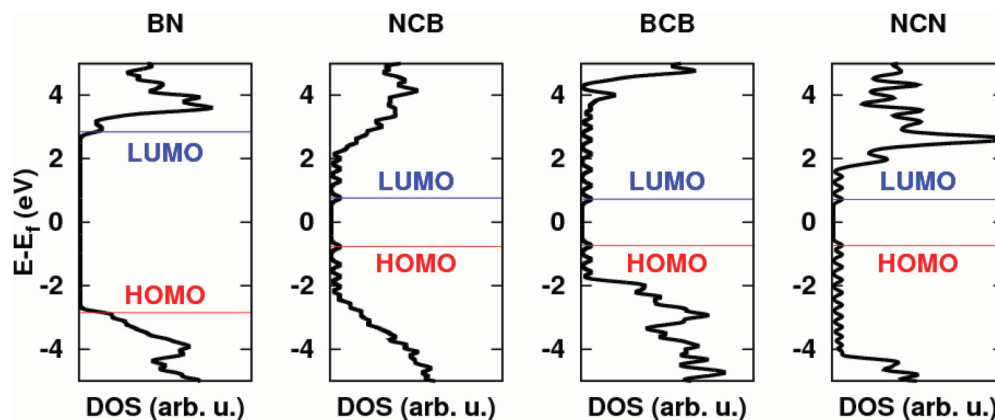 BN NCB BCB NCN
E-E_f (eV)
4 4 4 4
2 2 2 2
0 0 0 0
-2 -2 -2 -2
-4 -4 -4 -4
LUMO LUMO LUMO LUMO
HOMO HOMO HOMO HOMO
DOS (arb. u.) DOS (arb. u.) DOS (arb. u.) DOS (arb. u.)